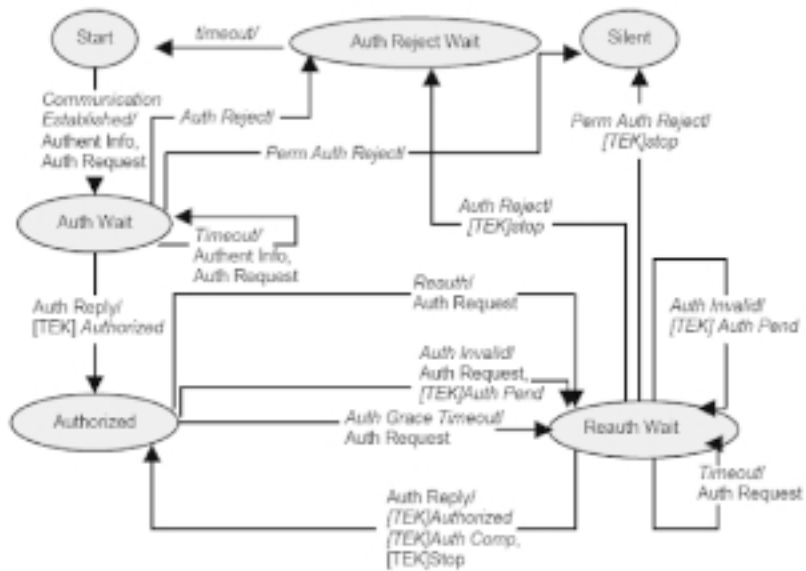 Start
timeout/
Auth Reject Wait
Silent
Communication
Established/
Authent Info,
Auth Request
Auth Reject/
Perm Auth Reject/
Perm Auth Reject/
[TEK]stop
Auth Wait
Timeout/
Authent Info,
Auth Request
Auth Reject/
[TEK]stop
Auth Reply/
[TEK] Authorized
Reauth/
Auth Request
Auth Invalid/
[TEK] Auth Pend
Auth Invalid/
Auth Request,
[TEK]Auth Pend
Authorized
Auth Grace Timeout/
Auth Request
Reauth Wait
Timeout/
Auth Request
Auth Reply/
[TEK]Authorized
[TEK]Auth Comp,
[TEK]Stop